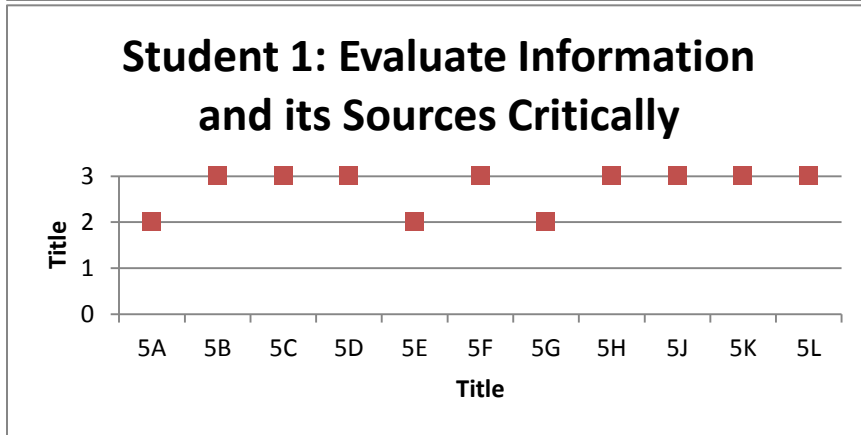 Student 1: Evaluate Information
and its Sources Critically
3
2
1
0
Title
5A 5B 5C 5D 5E 5F 5G 5H 5J 5K 5L
Title